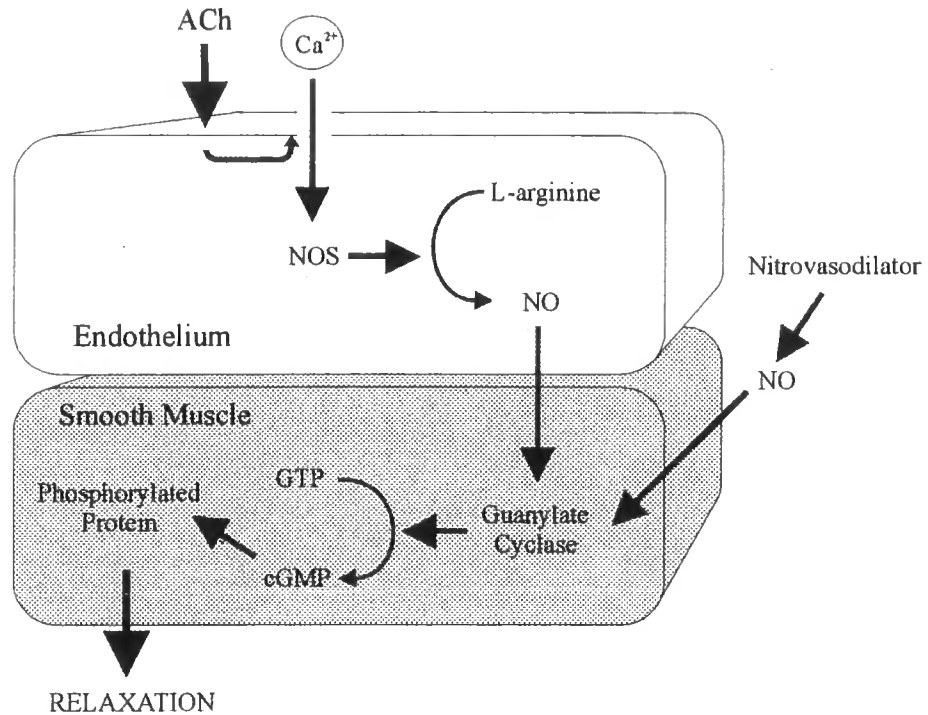 ACh
Ca²⁺
L-arginine
NOS
Nitrovasodilator
NO
Endothelium
NO
Smooth Muscle
GTP
Phosphorylated
Protein
Guanylate
Cyclase
cGMP
RELAXATION